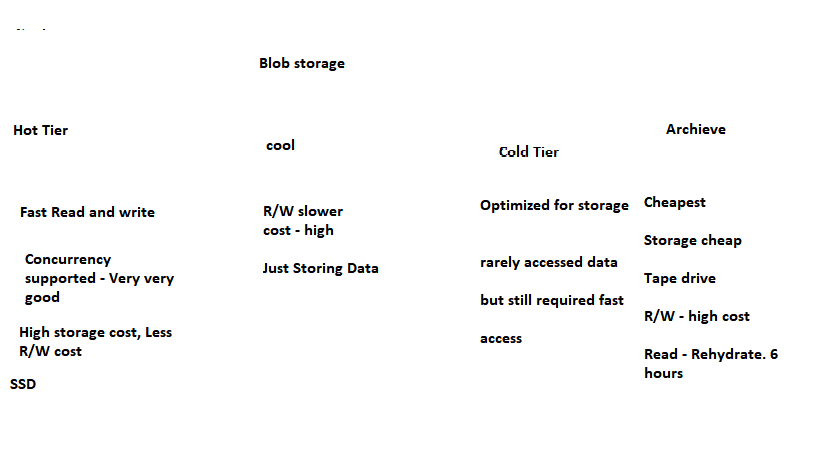 Blob storage
Hot Tier
cool
Cold Tier
Archieve
Fast Read and write
Concurrency
supported - Very very
good
High storage cost, Less
R/W cost
SSD
R/W slower
cost - high
Just Storing Data
Optimized for storage
rarely accessed data
but still required fast
access
Cheapest
Storage cheap
Tape drive
R/W - high cost
Read - Rehydrate. 6
hours